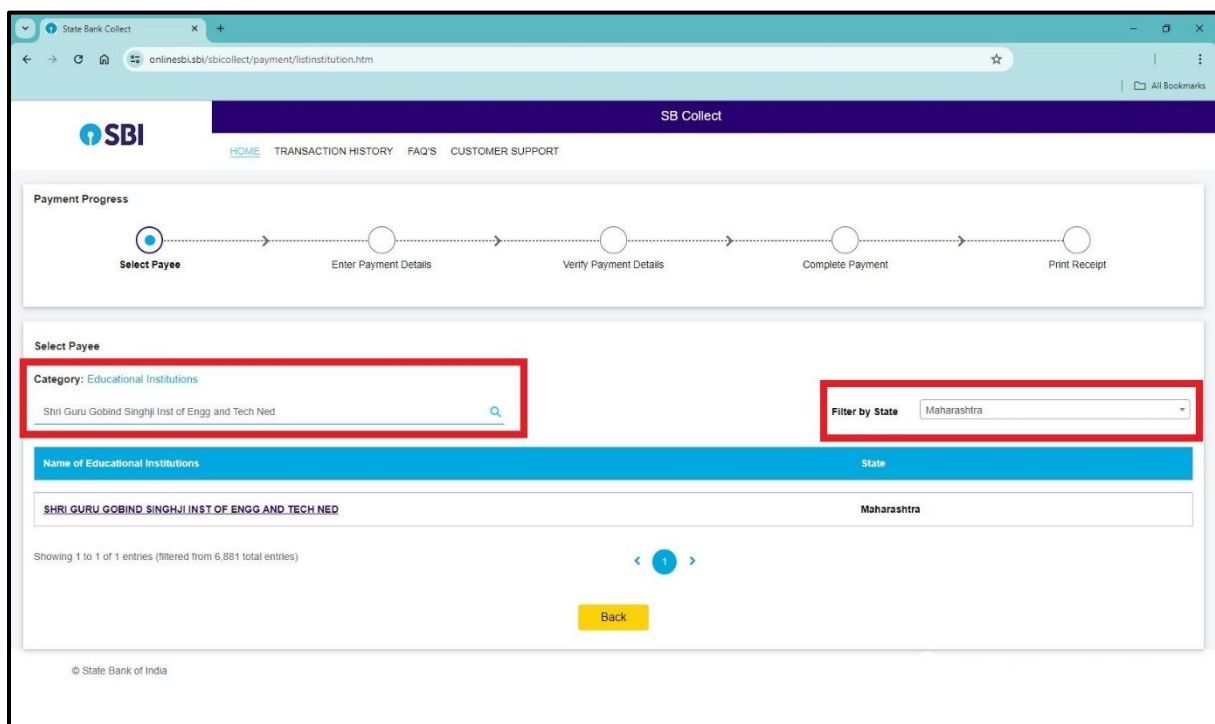 State Bank Collect
onlinesbi.sbi/sbicollect/payment/listinstitution.htm
All Bookmarks
SBI
SB Collect
HOME TRANSACTION HISTORY FAQ'S CUSTOMER SUPPORT
Payment Progress
Select Payee Enter Payment Details Verify Payment Details Complete Payment Print Receipt
Select Payee
Category: Educational Institutions
Shri Guru Gobind Singhji Inst of Engg and Tech Ned
Filter by State Maharashtra
Name of Educational Institutions State
SHRI GURU GOBIND SINGHJI INST OF ENGG AND TECH NED Maharashtra
Showing 1 to 1 of 1 entries (filtered from 6,881 total entries)
1
Back
© State Bank of India